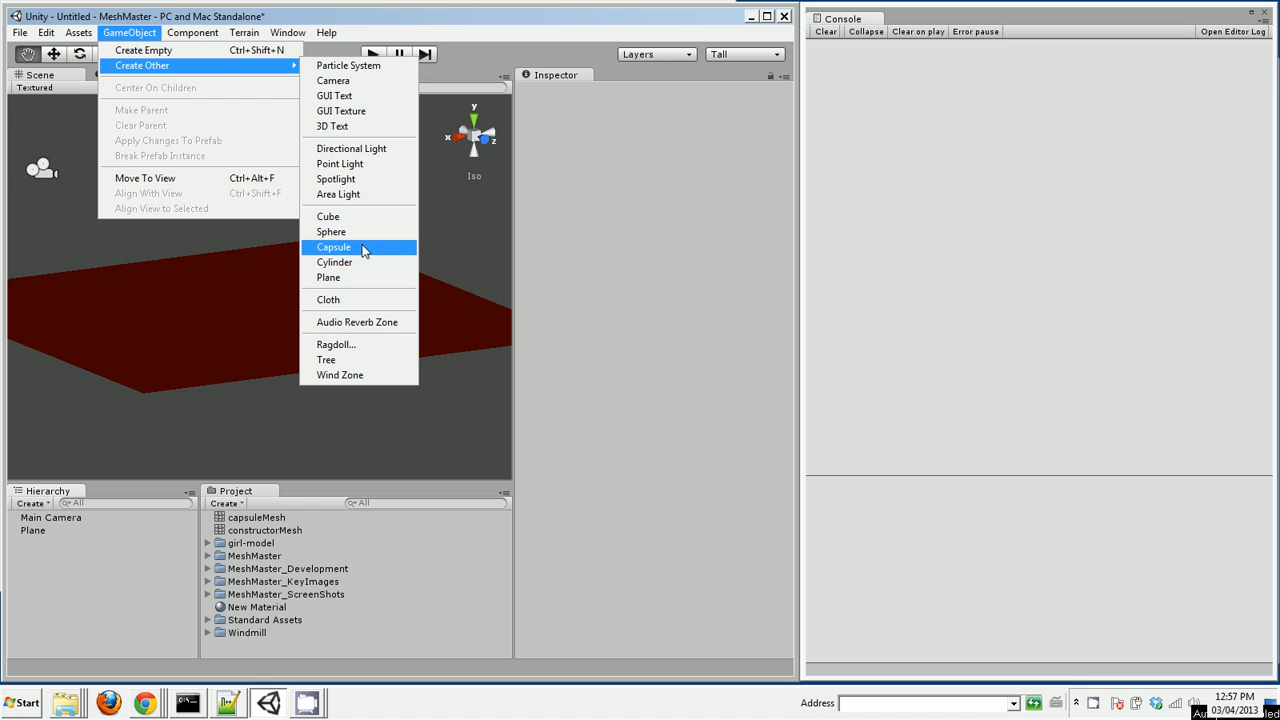 Unity - Untitled - MeshMaster - PC and Mac Standalone*
File Edit Assets GameObject Component Terrain Window Help
Create Empty Ctrl+Shift+N
Create Other
Center On Children
Make Parent
Clear Parent
Apply Changes To Prefab
Break Prefab Instance
Move To View Ctrl+Alt+F
Align With View Ctrl+Shift+F
Align View to Selected
Particle System
Camera
GUI Text
GUI Texture
3D Text
Directional Light
Point Light
Spotlight
Area Light
Cube
Sphere
Capsule
Cylinder
Plane
Cloth
Audio Reverb Zone
Ragdoll...
Tree
Wind Zone
Layers
Tall
Scene
Textured
All
y
x
z
Iso
Inspector
Console
Clear Collapse Clear on play Error pause Open Editor Log
Hierarchy
Create All
Main Camera
Plane
Project
Create All
capsuleMesh
constructorMesh
girl-model
MeshMaster
MeshMaster_Development
MeshMaster_KeyImages
MeshMaster_ScreenShots
New Material
Standard Assets
Windmill
Start
Address
12:57 PM
03/04/2013